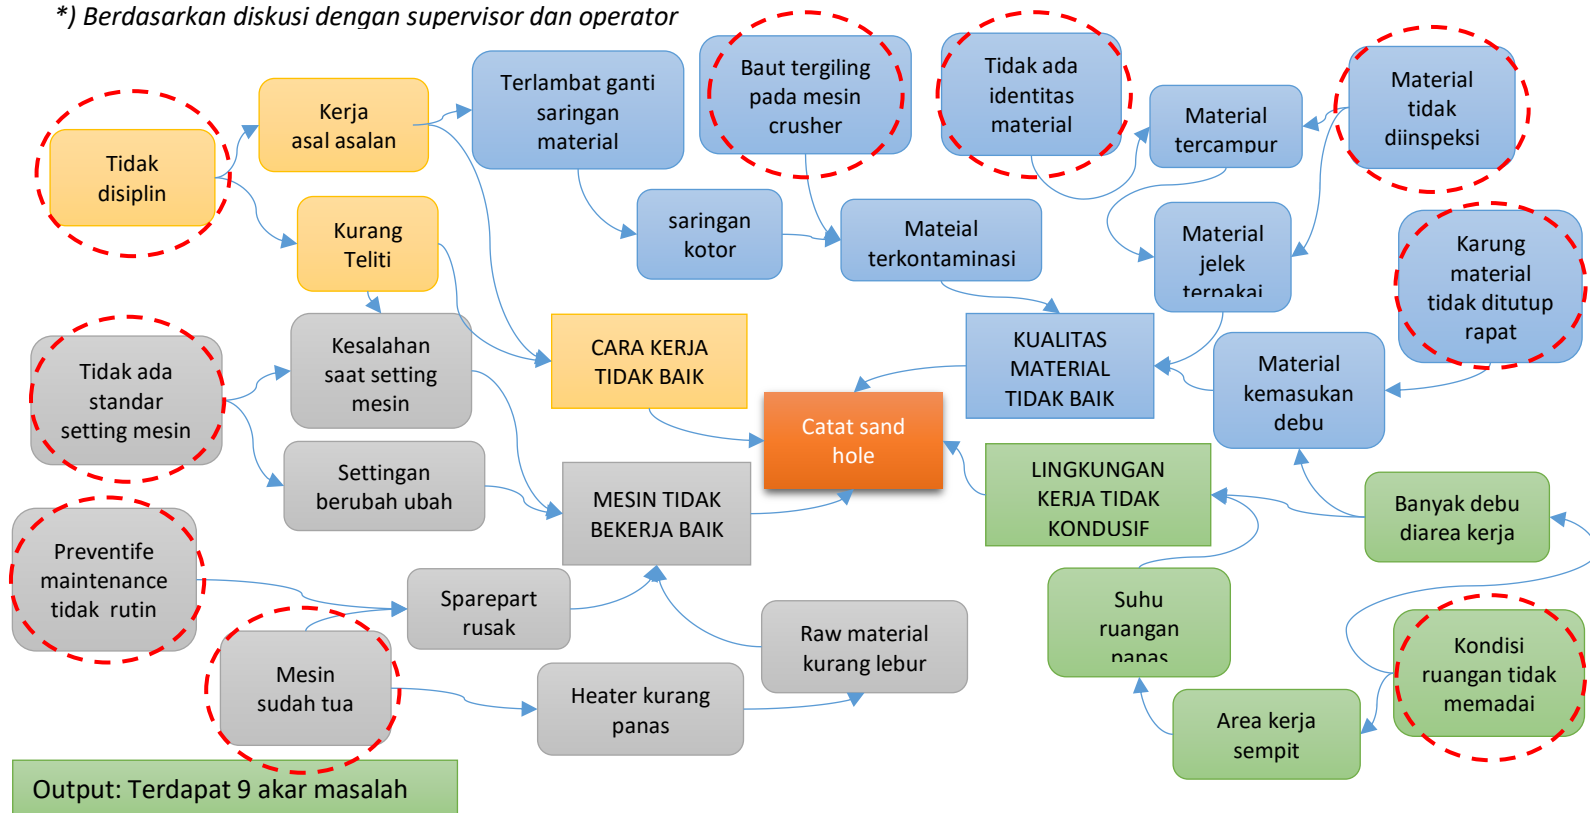 *) Berdasarkan diskusi dengan supervisor dan operator
Tidak
disiplin
Kerja
asal asalan
Kurang
Teliti
Terlambat ganti
saringan
material
saringan
kotor
Baut tergiling
pada mesin
crusher
Mateial
terkontaminasi
Tidak ada
identitas
material
Material
tercampur
Material
tidak
diinspeksi
Material
jelek
terpakai
Karung
material
tidak ditutup
rapat
Material
kemasukan
debu
KUALITAS
MATERIAL
TIDAK BAIK
CARA KERJA
TIDAK BAIK
Catat sand
hole
Tidak ada
standar
setting mesin
Kesalahan
saat setting
mesin
Settingan
berubah ubah
MESIN TIDAK
BEKERJA BAIK
Preventife
maintenance
tidak rutin
Sparepart
rusak
Mesin
sudah tua
Heater kurang
panas
Raw material
kurang lebur
LINGKUNGAN
KERJA TIDAK
KONDUSIF
Banyak debu
diarea kerja
Suhu
ruangan
panas
Area kerja
sempit
Kondisi
ruangan tidak
memadai
Output: Terdapat 9 akar masalah